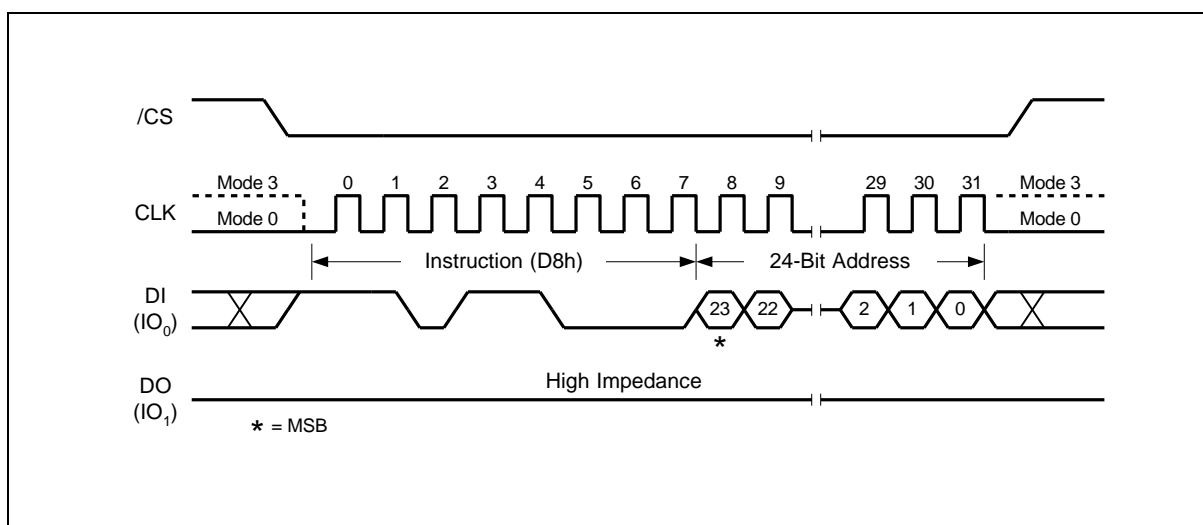 /CS
Mode 3 0 1 2 3 4 5 6 7 8 9 29 30 31 Mode 3
CLK
Mode 0 Mode 0
Instruction (D8h) 24-Bit Address
DI
(IO0)
23 22 2 1 0
*
High Impedance
DO
(IO1)
* = MSB